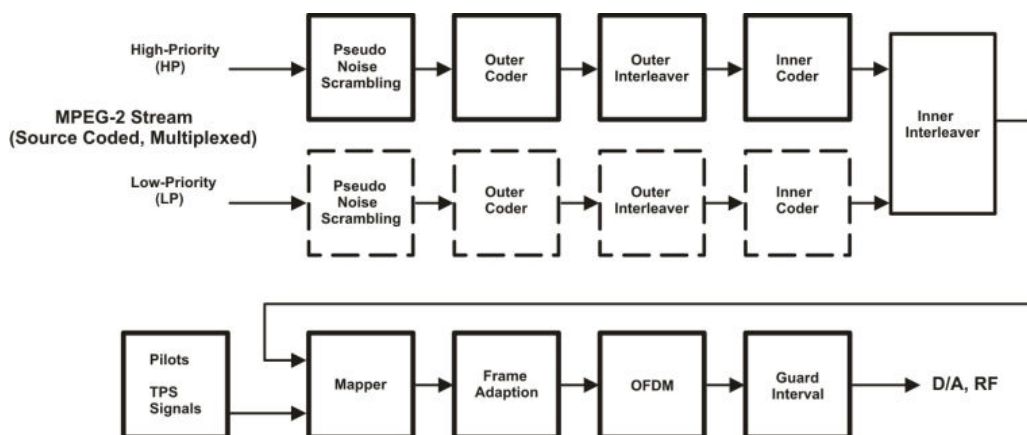 High-Priority
(HP)
Pseudo
Noise
Scrambling
Outer
Coder
Outer
Interleaver
Inner
Coder
Inner
Interleaver
MPEG-2 Stream
(Source Coded, Multiplexed)
Low-Priority
(LP)
Pseudo
Noise
Scrambling
Outer
Coder
Outer
Interleaver
Inner
Coder
Pilots
TPS
Signals
Mapper
Frame
Adaption
OFDM
Guard
Interval
D/A, RF